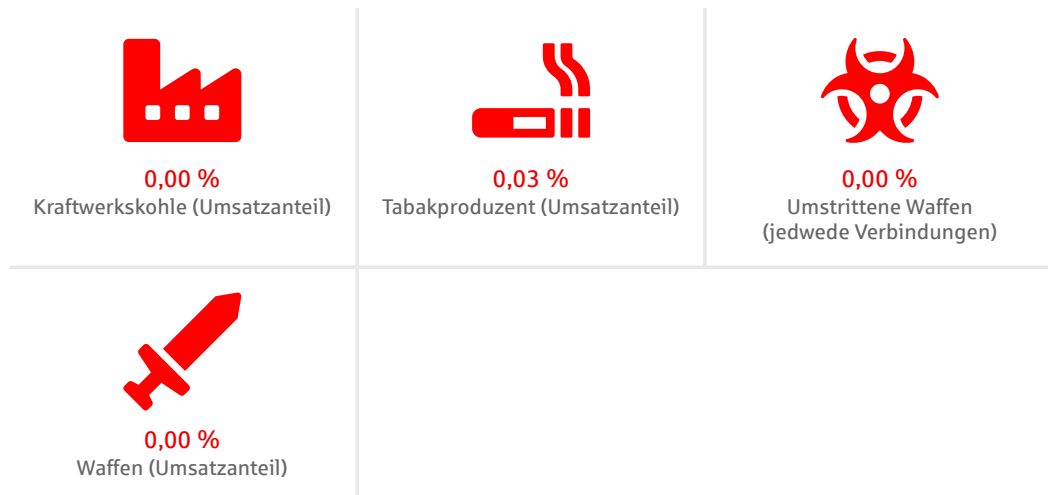 0,00 %
Kraftwerkskohle (Umsatzanteil)
0,03 %
Tabakproduzent (Umsatzanteil)
0,00 %
Umstrittene Waffen
(jedwede Verbindungen)
0,00 %
Waffen (Umsatzanteil)